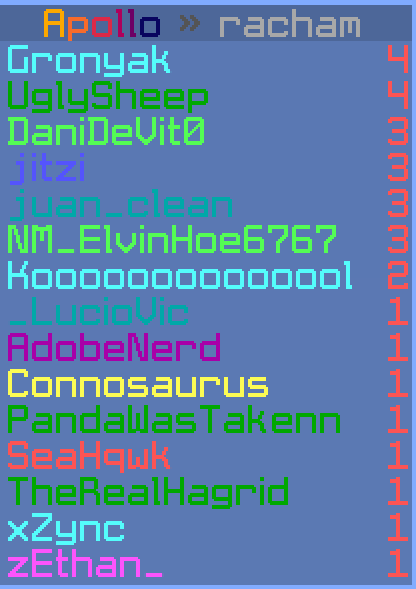 Apollo » racham
Gronyak 4
UglySheep 4
DaniDeVit0 3
jitzi 3
juan_clean 3
NM_ElvinHoe6767 3
Kooooooooooooool 2
_LucioVic 1
AdobeNerd 1
Connosaurus 1
PandaWasTakenn 1
SeaHqwk 1
TheRealHagrid 1
xZync 1
zEthan_ 1